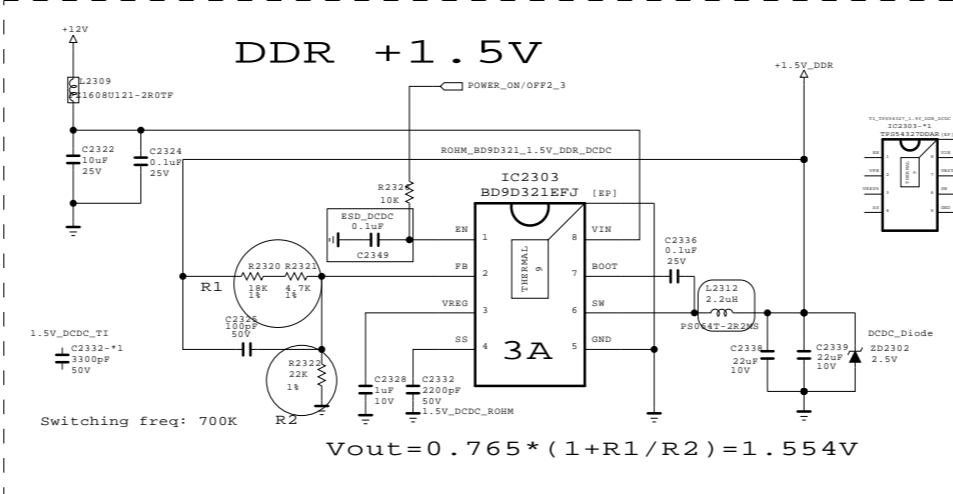 +12V
DDR +1.5V
L2309
Z1608U121-2R0TF
POWER_ON/OFF2_3
+1.5V_DDR
C2322
10uF
25V
C2324
0.1uF
25V
ROHM_BD9D321_1.5V_DDR_DCDC
IC2303-*1
TPS54327DDAR [EP]
IC2303
BD9D321EFJ
[EP]
10K
ESD_DCDC
0.1uF
C2349
EN
1
8
VIN
FB
2
7
BOOT
VREG
3
6
SW
SS
4
5
GND
THERMAL
9
3A
C2336
0.1uF
25V
L2312
2.2uH
PS064T-2R2MS
R1
R2320
18K
1%
R2321
4.7K
1%
C2325
100pF
50V
1.5V_DCDC_TI
C2332-*1
3300pF
50V
R2322
22K
1%
R2
C2328
1uF
10V
C2332
2200pF
50V
1.5V_DCDC_ROHM
C2338
22uF
10V
C2339
22uF
10V
DCDC_Diode
ZD2302
2.5V
Switching freq: 700K
Vout=0.765*(1+R1/R2)=1.554V